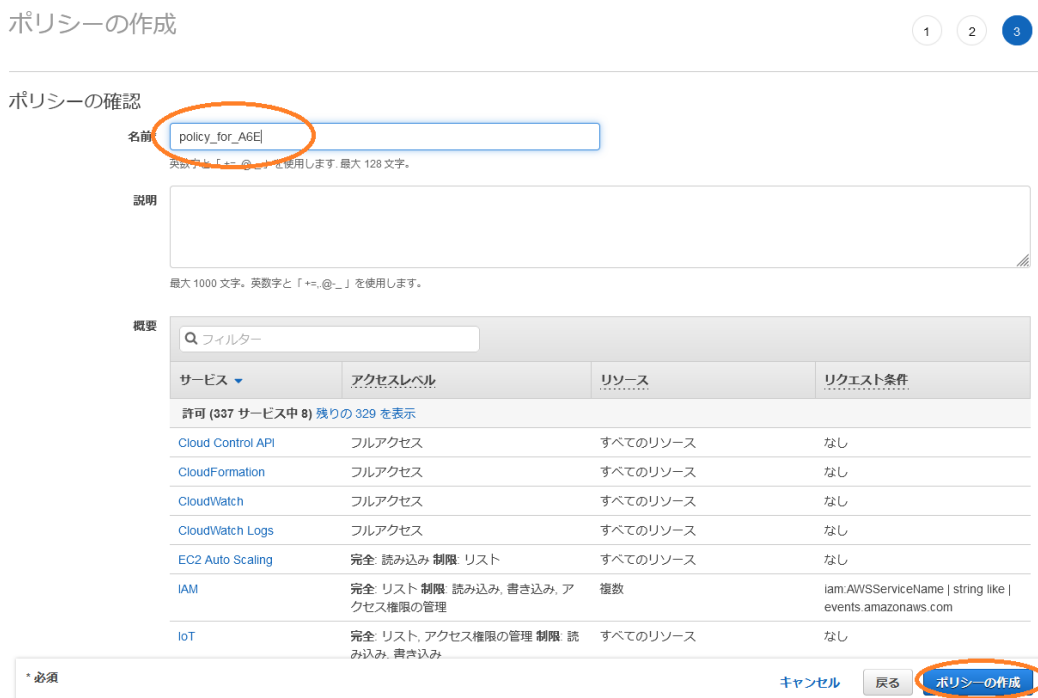 ポリシーの作成
1 2 3
ポリシーの確認
名前 policy_for_A6E
英数字と「 +=,.@-_ 」を使用します. 最大 128 文字。
説明
最大 1000 文字。英数字と「 +=,.@-_ 」を使用します。
概要
フィルター
サービス アクセスレベル リソース リクエスト条件
許可 (337 サービス中 8) 残りの 329 を表示
Cloud Control API フルアクセス すべてのリソース なし
CloudFormation フルアクセス すべてのリソース なし
CloudWatch フルアクセス すべてのリソース なし
CloudWatch Logs フルアクセス すべてのリソース なし
EC2 Auto Scaling 完全: 読み込み 制限: リスト すべてのリソース なし
IAM 完全: リスト 制限: 読み込み, 書き込み, ア 複数 iam:AWSServiceName | string like |
クセス権限の管理 events.amazonaws.com
IoT 完全: リスト, アクセス権限の管理 制限: 読 すべてのリソース なし
み込み, 書き込み
* 必須 キャンセル 戻る ポリシーの作成